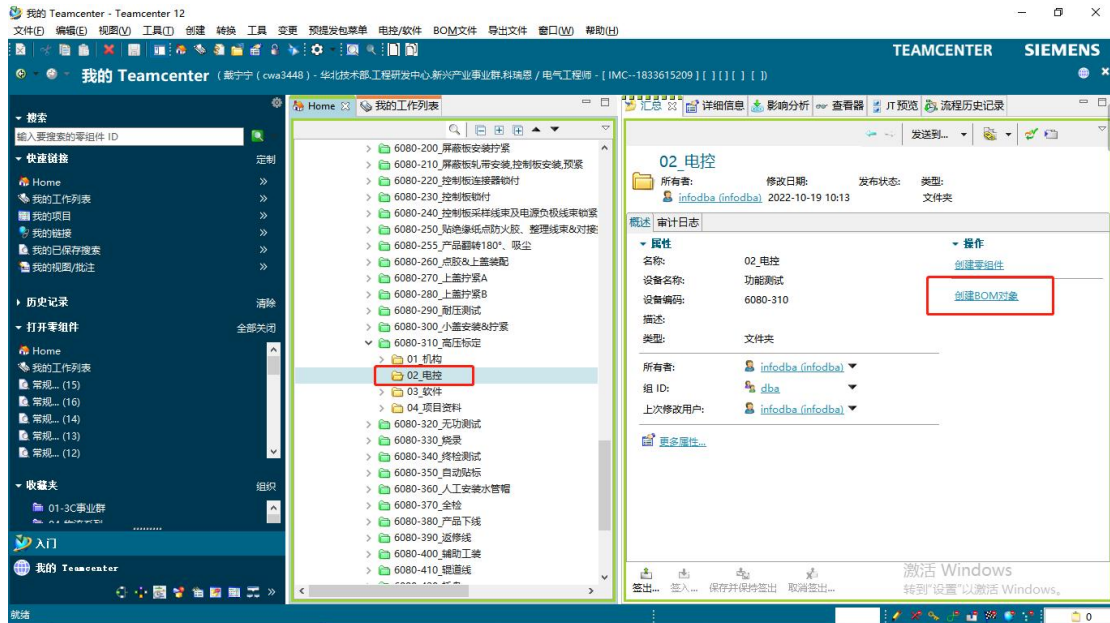 我的 Teamcenter - Teamcenter 12
文件(F) 编辑(E) 视图(V) 工具(T) 创建 转换 工具 变更 预提发包菜单 电控/软件 BOM文件 导出文件 窗口(W) 帮助(H)
TEAMCENTER SIEMENS
我的 Teamcenter ( 戴宁宁 ( cwa3448 ) - 华北技术部.工程研发中心.新兴产业事业群.科瑞恩 / 电气工程师 - [ IMC--1833615209 ] [ ] [ ] [ ] [ ])
搜索
输入要搜索的零组件 ID
快速链接 定制
Home
我的工作列表
我的项目
我的链接
我的已保存搜索
我的视图/批注
历史记录 清除
打开零组件 全部关闭
Home
我的工作列表
常规... (15)
常规... (16)
常规... (14)
常规... (13)
常规... (12)
收藏夹 组织
01-3C事业群
入门
我的 Teamcenter
就绪
Home 我的工作列表
6080-200_屏蔽板安装拧紧
6080-210_屏蔽板轧带安装,控制板安装,预紧
6080-220_控制板连接器锁付
6080-230_控制板锁付
6080-240_控制板采样线束及电源负极线束锁紧
6080-250_贴绝缘纸点防火胶、整理线束&对接
6080-255_产品翻转180°、吸尘
6080-260_点胶&上盖装配
6080-270_上盖拧紧A
6080-280_上盖拧紧B
6080-290_耐压测试
6080-300_小盖安装&拧紧
6080-310_高压标定
01_机构
02_电控
03_软件
04_项目资料
6080-320_无功测试
6080-330_烧录
6080-340_终检测试
6080-350_自动贴标
6080-360_人工安装水管帽
6080-370_全检
6080-380_产品下线
6080-390_返修线
6080-400_辅助工装
6080-410_辊道线
汇总 详细信息 影响分析 查看器 JT 预览 流程历史记录
发送到...
02_电控
所有者: 修改日期: 发布状态: 类型:
infodba (infodba) 2022-10-19 10:13 文件夹
概述 审计日志
属性 操作
名称: 02_电控 创建零组件
设备名称: 功能测试
设备编码: 6080-310 创建BOM对象
描述:
类型: 文件夹
所有者: infodba (infodba)
组 ID: dba
上次修改用户: infodba (infodba)
更多属性...
签出... 签入... 保存并保持签出 取消签出...
激活 Windows
转到"设置"以激活 Windows。
0